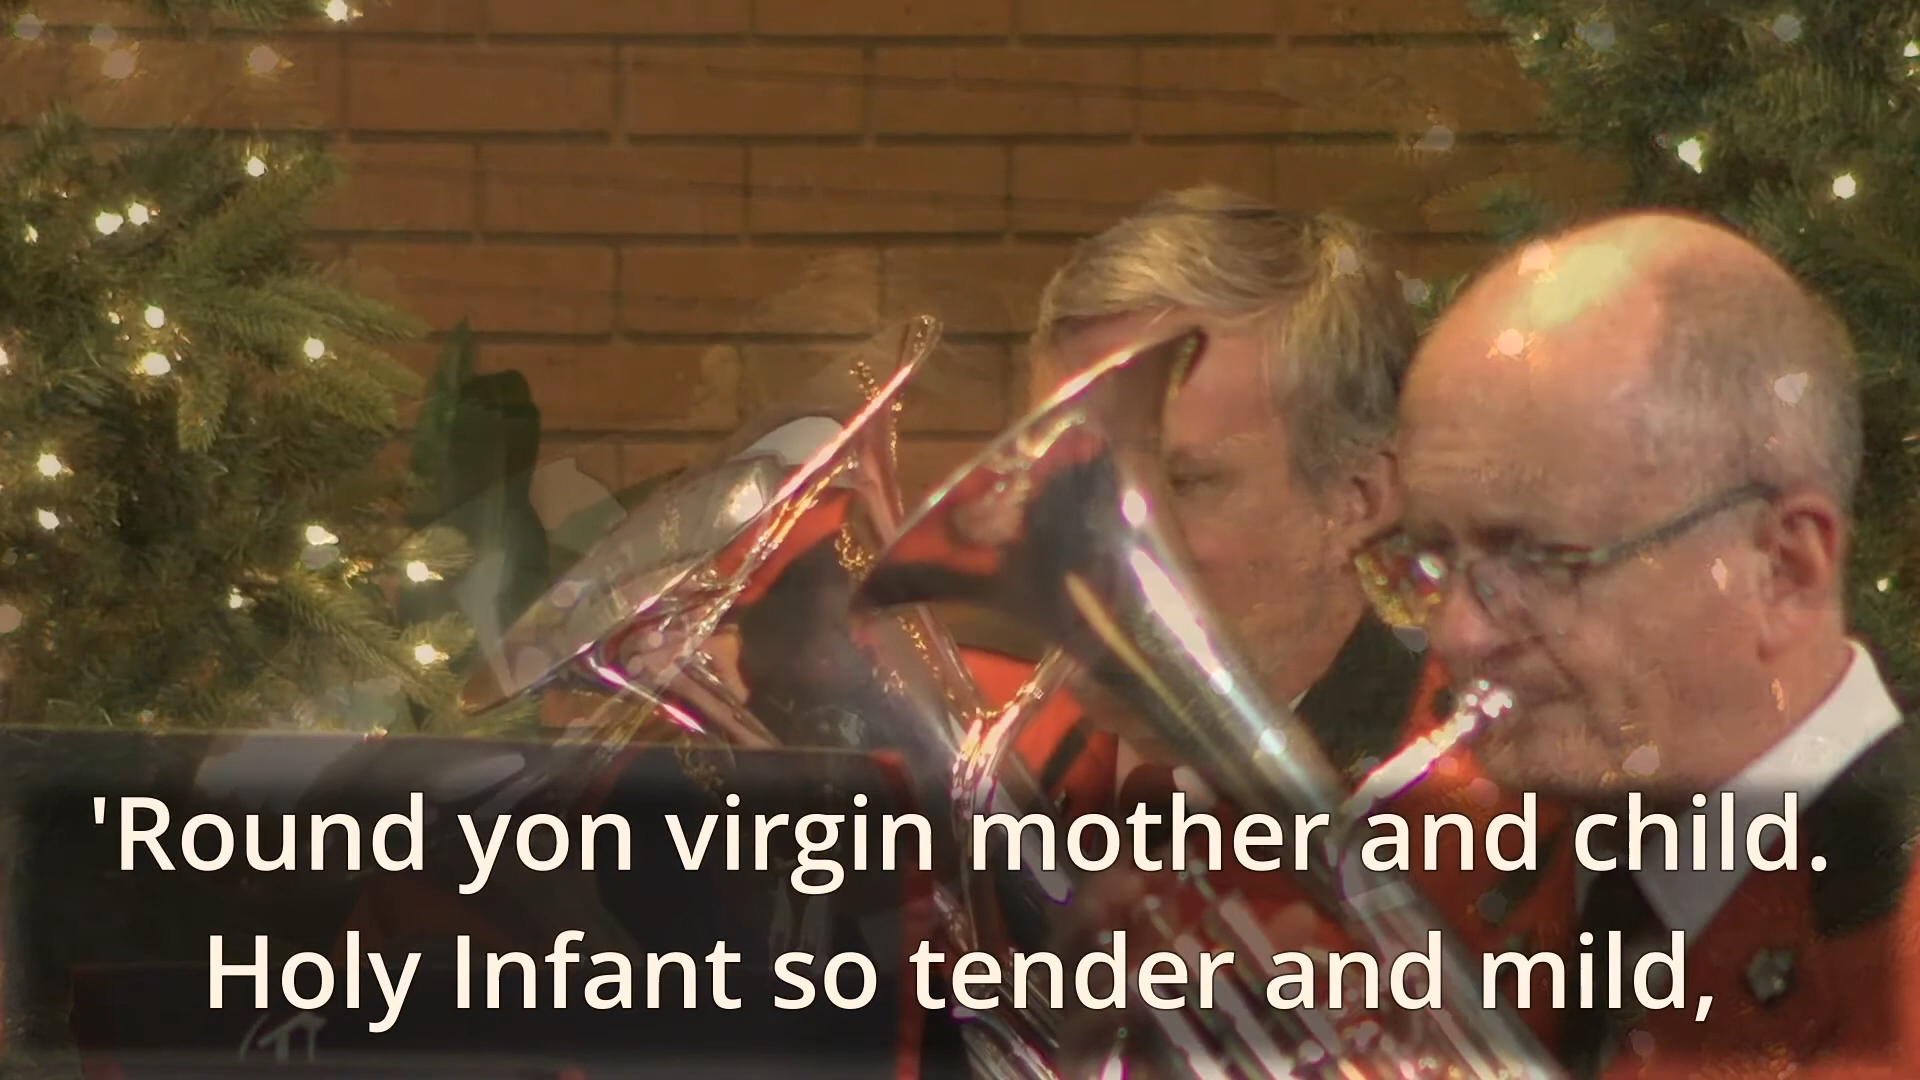 'Round yon virgin mother and child.
Holy Infant so tender and mild,